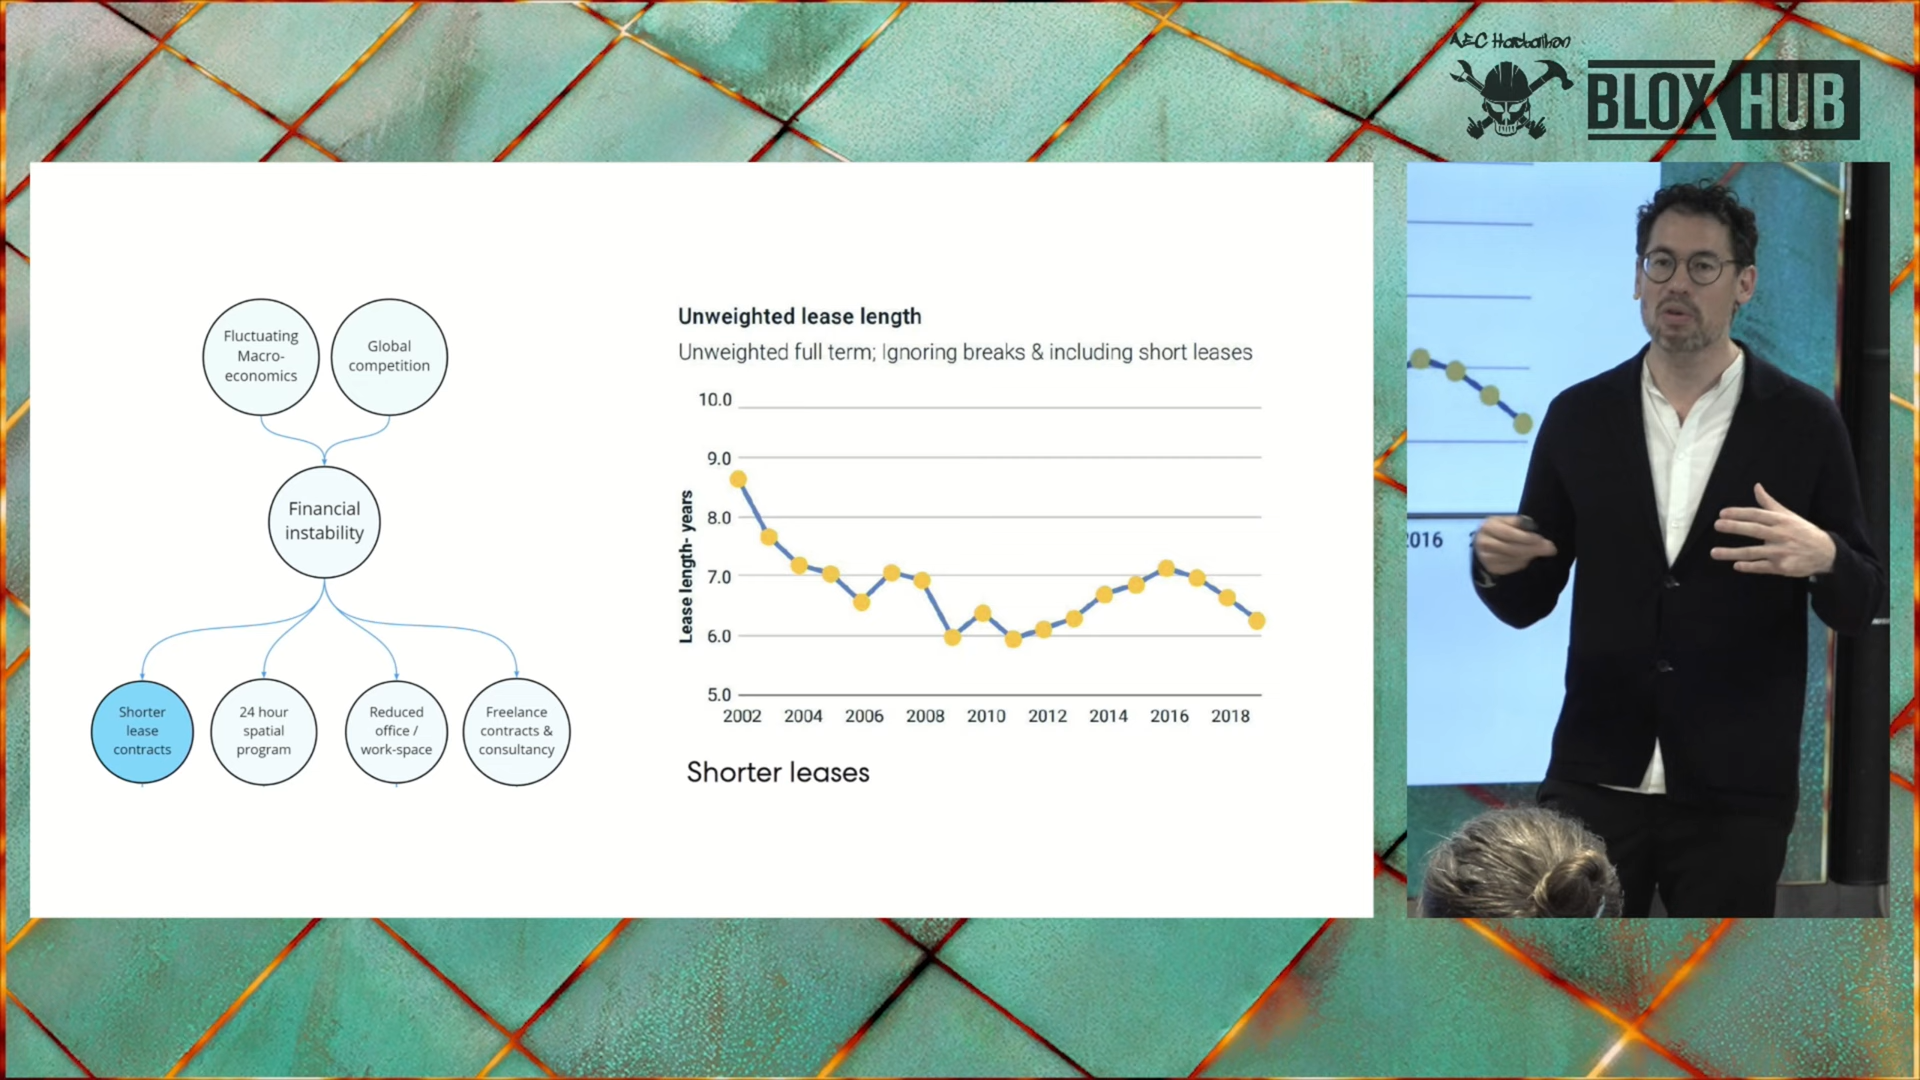 AEC Hackathon
BLOXHUB
Fluctuating
Macro-
economics
Global
competition
Financial
instability
Shorter
lease
contracts
24 hour
spatial
program
Reduced
office /
work-space
Freelance
contracts &
consultancy
Unweighted lease length
Unweighted full term; Ignoring breaks & including short leases
Lease length- years
10.0
9.0
8.0
7.0
6.0
5.0
2002 2004 2006 2008 2010 2012 2014 2016 2018
Shorter leases
2016